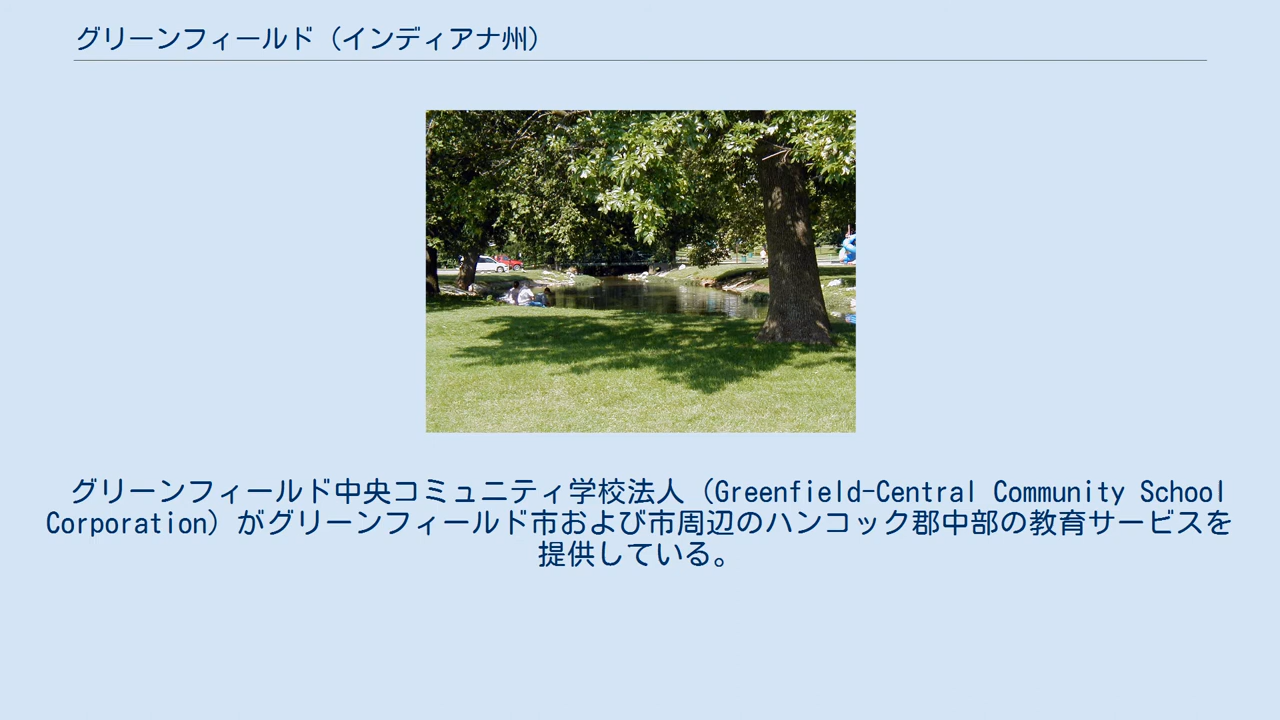 グリーンフィールド（インディアナ州）
グリーンフィールド中央コミュニティ学校法人（Greenfield-Central Community School
Corporation）がグリーンフィールド市および市周辺のハンコック郡中部の教育サービスを
提供している。